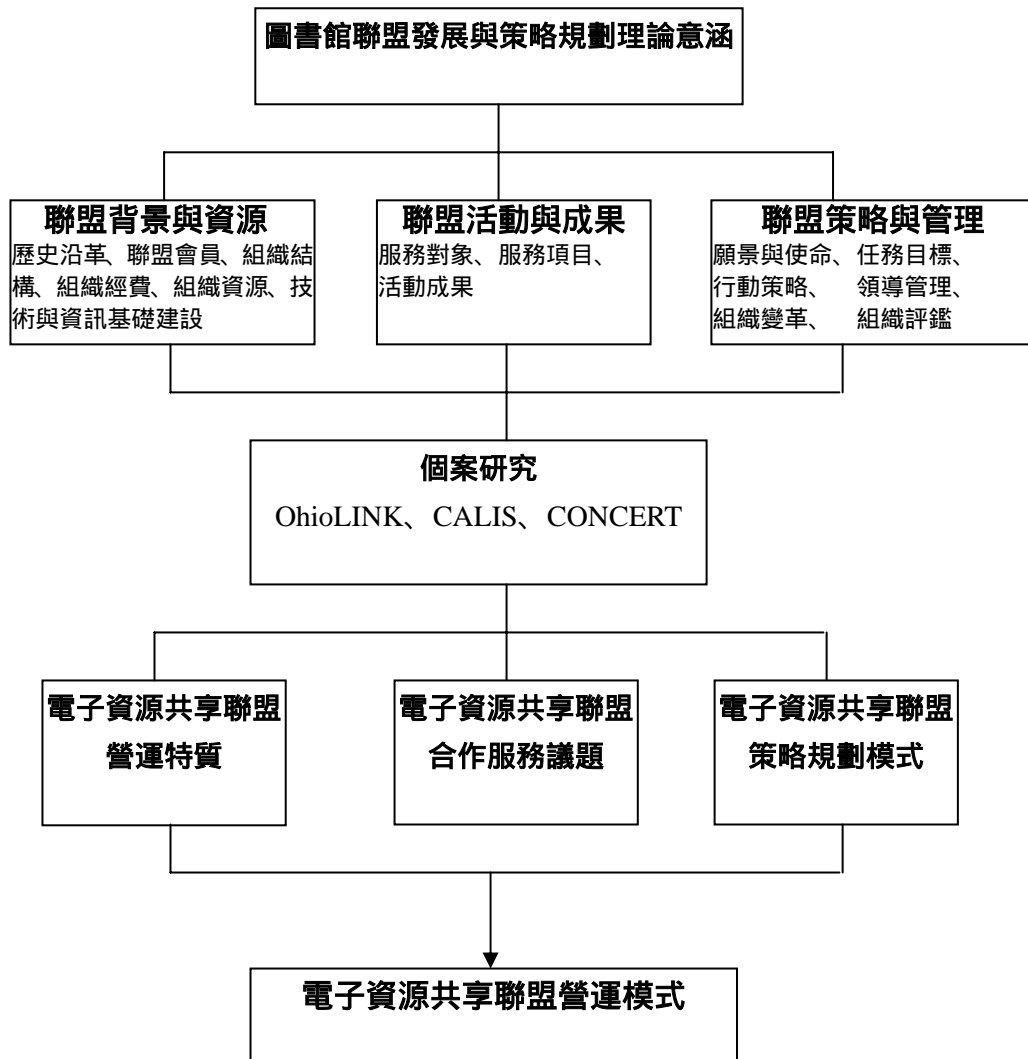 圖書館聯盟發展與策略規劃理論意涵
聯盟背景與資源
歷史沿革、聯盟會員、組織結
構、組織經費、組織資源、技
術與資訊基礎建設
聯盟活動與成果
服務對象、服務項目、
活動成果
聯盟策略與管理
願景與使命、任務目標、
行動策略、 領導管理、
組織變革、 組織評鑑
個案研究
OhioLINK、CALIS、CONCERT
電子資源共享聯盟
營運特質
電子資源共享聯盟
合作服務議題
電子資源共享聯盟
策略規劃模式
電子資源共享聯盟營運模式